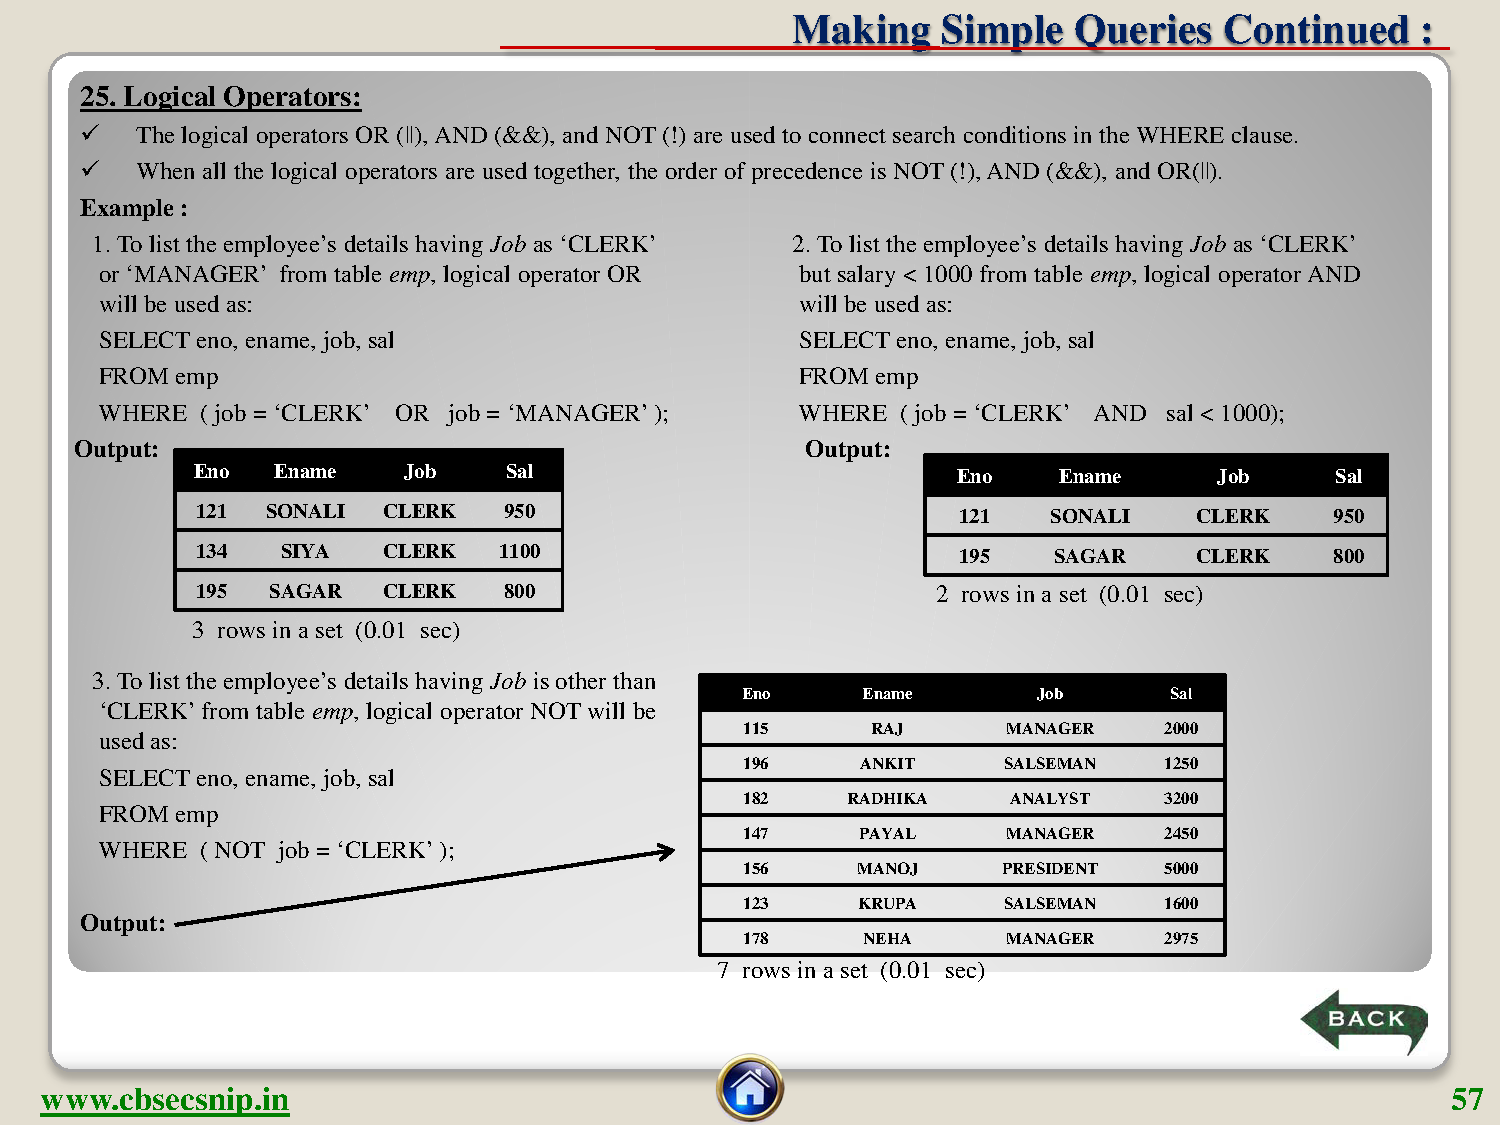 Making Simple Queries Continued :
25. Logical Operators:
✓ The logical operators OR (||), AND (&&), and NOT (!) are used to connect search conditions in the WHERE clause.
✓ When all the logical operators are used together, the order of precedence is NOT (!), AND (&&), and OR(||).
Example :
1. To list the employee’s details having Job as ‘CLERK’
or ‘MANAGER’ from table emp, logical operator OR
will be used as:
SELECT eno, ename, job, sal
FROM emp
WHERE ( job = ‘CLERK’ OR job = ‘MANAGER’ );
Output:
Eno Ename Job Sal
121 SONALI CLERK 950
134 SIYA CLERK 1100
195 SAGAR CLERK 800
3 rows in a set (0.01 sec)
2. To list the employee’s details having Job as ‘CLERK’
but salary < 1000 from table emp, logical operator AND
will be used as:
SELECT eno, ename, job, sal
FROM emp
WHERE ( job = ‘CLERK’ AND sal < 1000);
Output:
Eno Ename Job Sal
121 SONALI CLERK 950
195 SAGAR CLERK 800
2 rows in a set (0.01 sec)
3. To list the employee’s details having Job is other than
‘CLERK’ from table emp, logical operator NOT will be
used as:
SELECT eno, ename, job, sal
FROM emp
WHERE ( NOT job = ‘CLERK’ );
Output:
Eno Ename Job Sal
115 RAJ MANAGER 2000
196 ANKIT SALSEMAN 1250
182 RADHIKA ANALYST 3200
147 PAYAL MANAGER 2450
156 MANOJ PRESIDENT 5000
123 KRUPA SALSEMAN 1600
178 NEHA MANAGER 2975
7 rows in a set (0.01 sec)
BACK
www.cbsecsnip.in
57